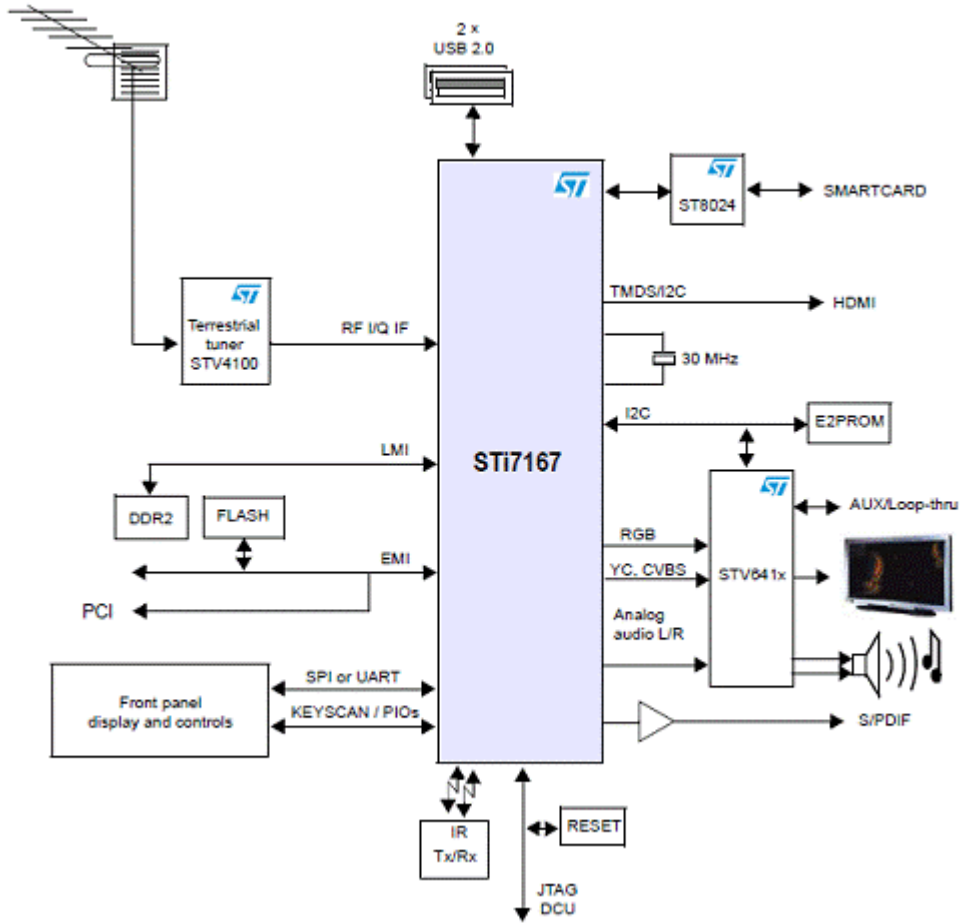 2 ×
USB 2.0
ST
ST
ST8024
SMARTCARD
TMDS/I2C
HDMI
ST
Terrestrial
tuner
STV4100
RF I/Q IF
30 MHz
I2C
E2PROM
LMI
STi7167
ST
AUX/Loop-thru
DDR2
FLASH
RGB
EMI
YC, CVBS
STV641x
PCI
Analog
audio L/R
SPI or UART
Front panel
display and controls
KEYSCAN / PIOs
S/PDIF
IR
Tx/Rx
RESET
JTAG
DCU